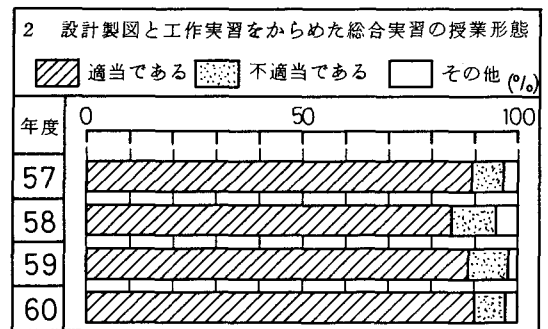 2 設計製図と工作実習をからめた総合実習の授業形態
適当である 不適当である その他 (%)
年度 0 50 100
57
58
59
60